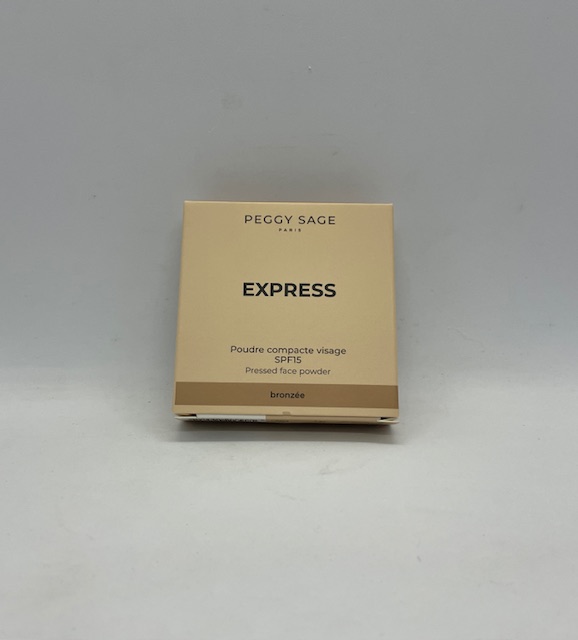 PEGGY SAGE
PARIS
EXPRESS
Poudre compacte visage
SPF15
Pressed face powder
bronzée